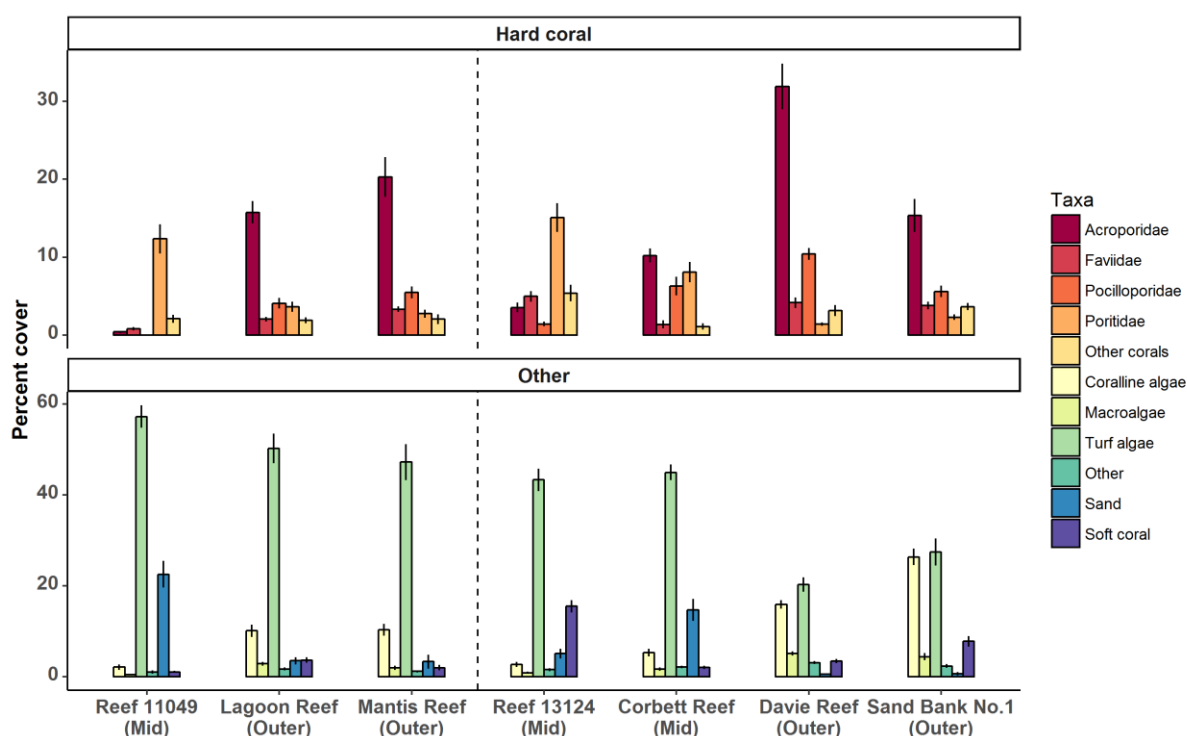 Hard coral
30
20
10
0
Percent cover
Other
60
40
20
0
Reef 11049
(Mid)
Lagoon Reef
(Outer)
Mantis Reef
(Outer)
Reef 13124
(Mid)
Corbett Reef
(Mid)
Davie Reef
(Outer)
Sand Bank No.1
(Outer)
Taxa
Acroporidae
Faviidae
Pocilloporidae
Poritidae
Other corals
Coralline algae
Macroalgae
Turf algae
Other
Sand
Soft coral